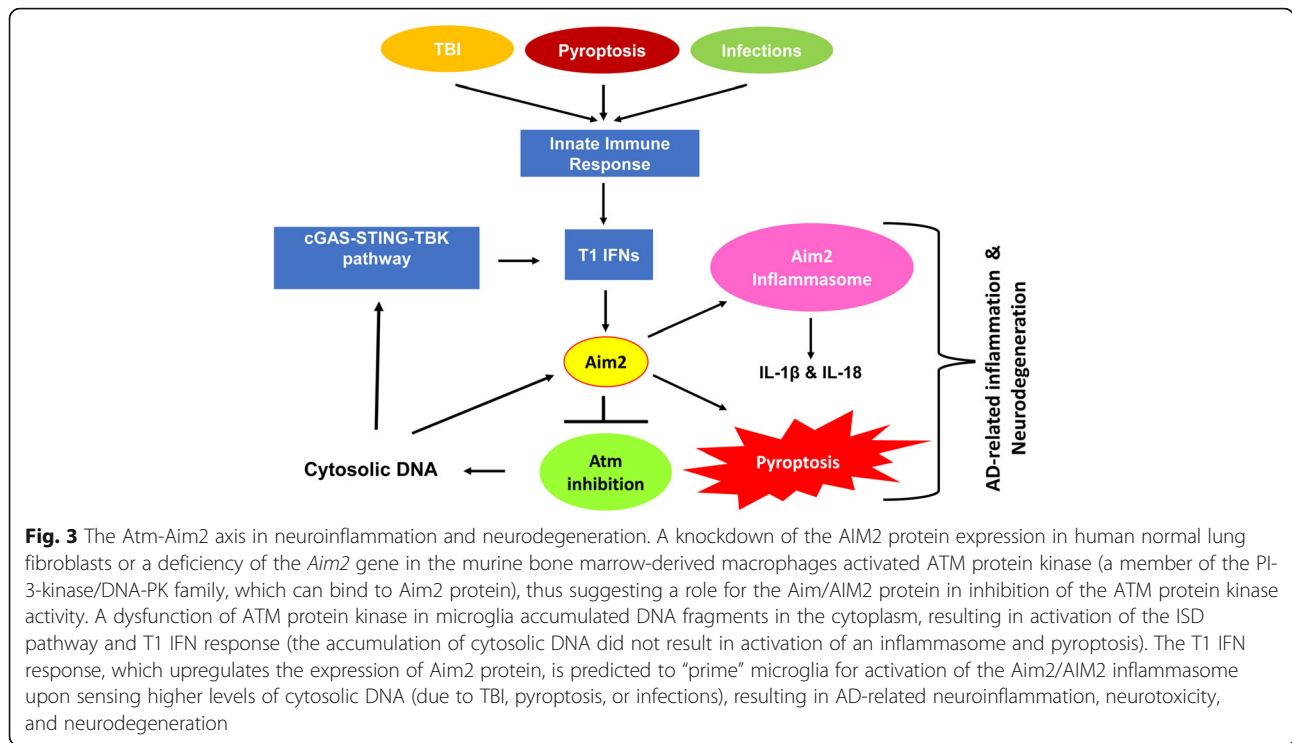 TBI
Pyroptosis
Infections
Innate Immune
Response
cGAS-STING-TBK
pathway
T1 IFNs
Aim2
Inflammasome
Aim2
IL-1β & IL-18
Cytosolic DNA
Atm
inhibition
Pyroptosis
AD-related inflammation &
Neurodegeneration
Fig. 3 The Atm-Aim2 axis in neuroinflammation and neurodegeneration. A knockdown of the AIM2 protein expression in human normal lung
fibroblasts or a deficiency of the Aim2 gene in the murine bone marrow-derived macrophages activated ATM protein kinase (a member of the PI-
3-kinase/DNA-PK family, which can bind to Aim2 protein), thus suggesting a role for the Aim/AIM2 protein in inhibition of the ATM protein kinase
activity. A dysfunction of ATM protein kinase in microglia accumulated DNA fragments in the cytoplasm, resulting in activation of the ISD
pathway and T1 IFN response (the accumulation of cytosolic DNA did not result in activation of an inflammasome and pyroptosis). The T1 IFN
response, which upregulates the expression of Aim2 protein, is predicted to “prime” microglia for activation of the Aim2/AIM2 inflammasome
upon sensing higher levels of cytosolic DNA (due to TBI, pyroptosis, or infections), resulting in AD-related neuroinflammation, neurotoxicity,
and neurodegeneration